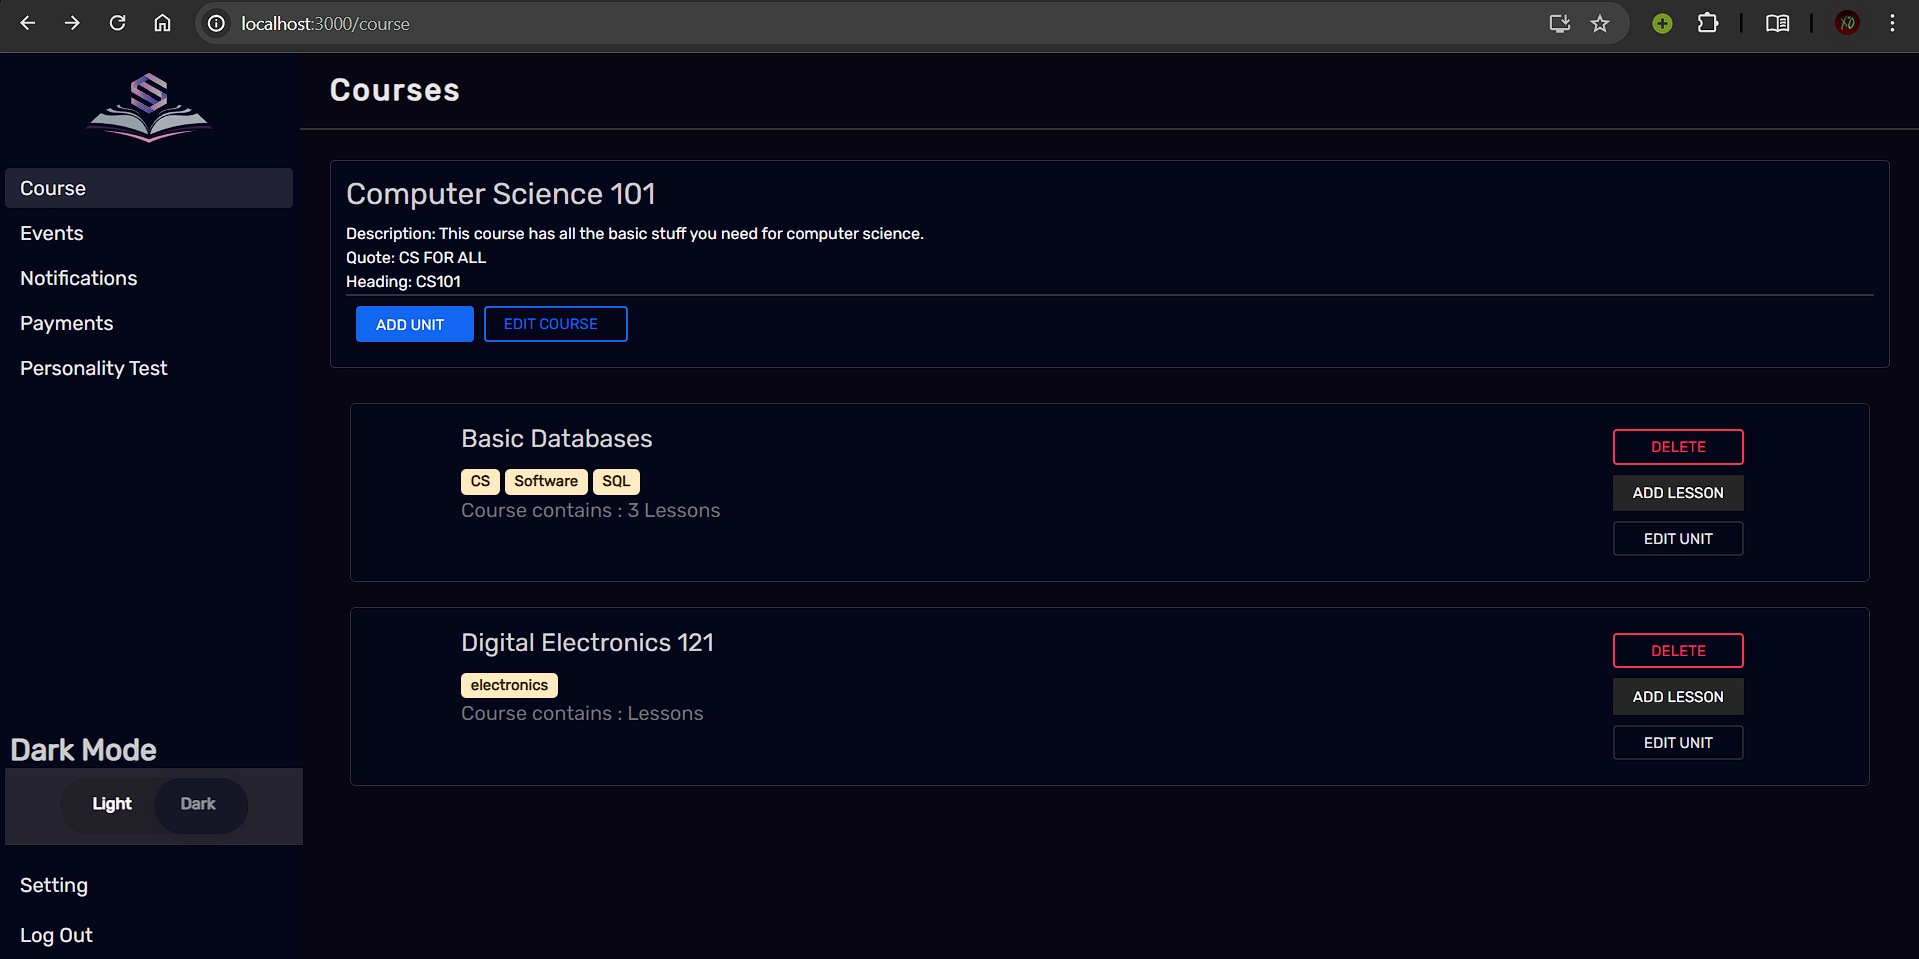 localhost:3000/course
Courses
Course
Events
Notifications
Payments
Personality Test
Computer Science 101
Description: This course has all the basic stuff you need for computer science.
Quote: CS FOR ALL
Heading: CS101
ADD UNIT EDIT COURSE
Basic Databases
CS Software SQL
Course contains : 3 Lessons
DELETE
ADD LESSON
EDIT UNIT
Digital Electronics 121
electronics
Course contains : Lessons
DELETE
ADD LESSON
EDIT UNIT
Dark Mode
Light Dark
Setting
Log Out